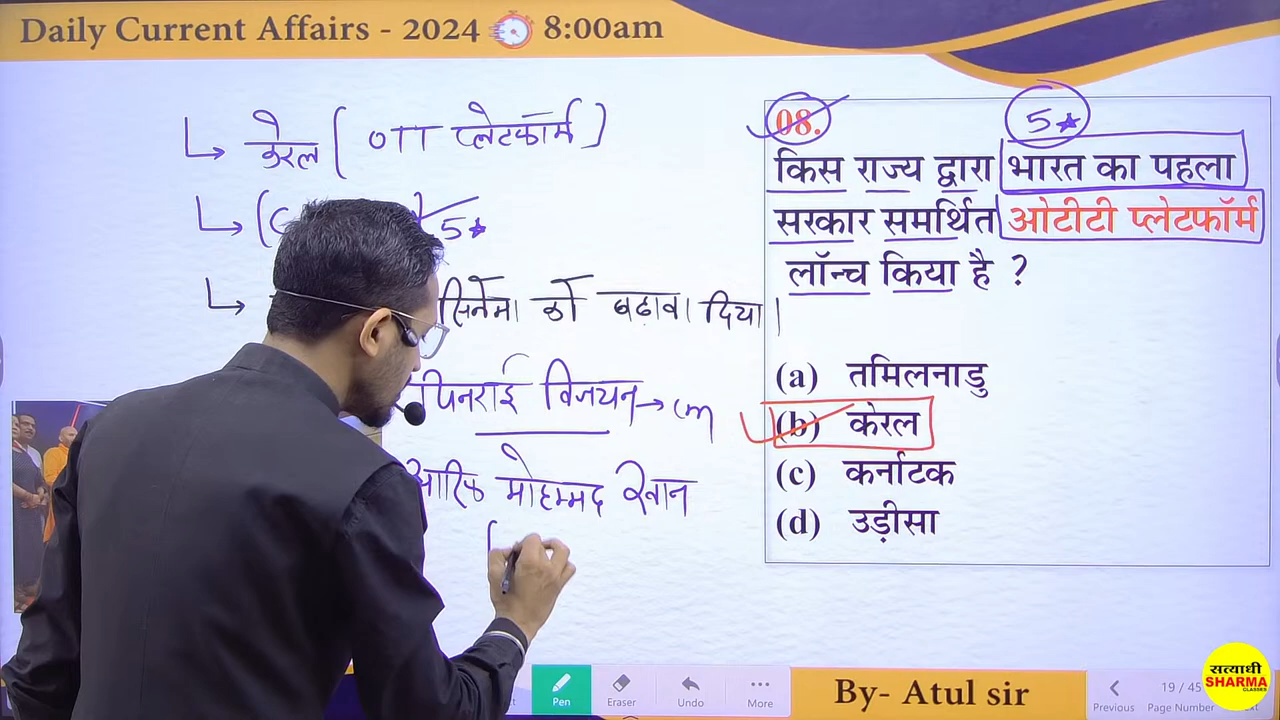 Daily Current Affairs - 2024 8:00am
केरल (OTT प्लेटफार्म)
(C 5★
सिनेमा को बढ़ावा दिया।
पिनराई विजयन → CM
आरिफ मोहम्मद खान
08. 5★
किस राज्य द्वारा भारत का पहला
सरकार समर्थित ओटीटी प्लेटफॉर्म
लॉन्च किया है ?
(a) तमिलनाडु
(b) केरल
(c) कर्नाटक
(d) उड़ीसा
Pen
Eraser
Undo
More
By- Atul sir
Previous
19 / 45
Page Number
सत्याधी
SHARMA
CLASSES